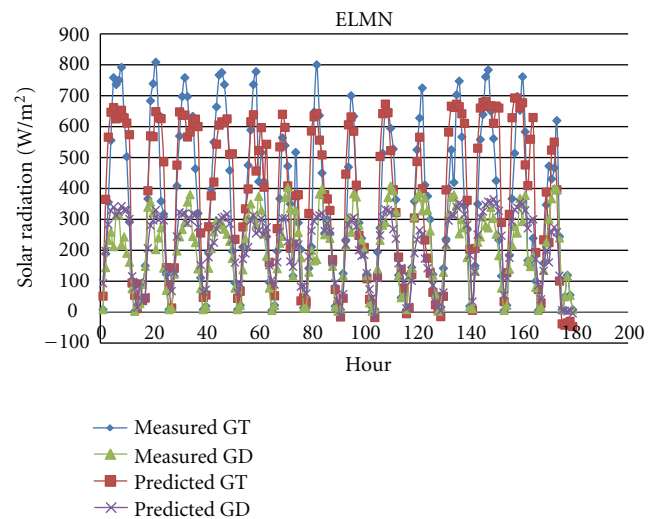 ELMN
Solar radiation (W/m²)
900
800
700
600
500
400
300
200
100
0
−100
0 20 40 60 80 100 120 140 160 180 200
Hour
Measured GT
Measured GD
Predicted GT
Predicted GD